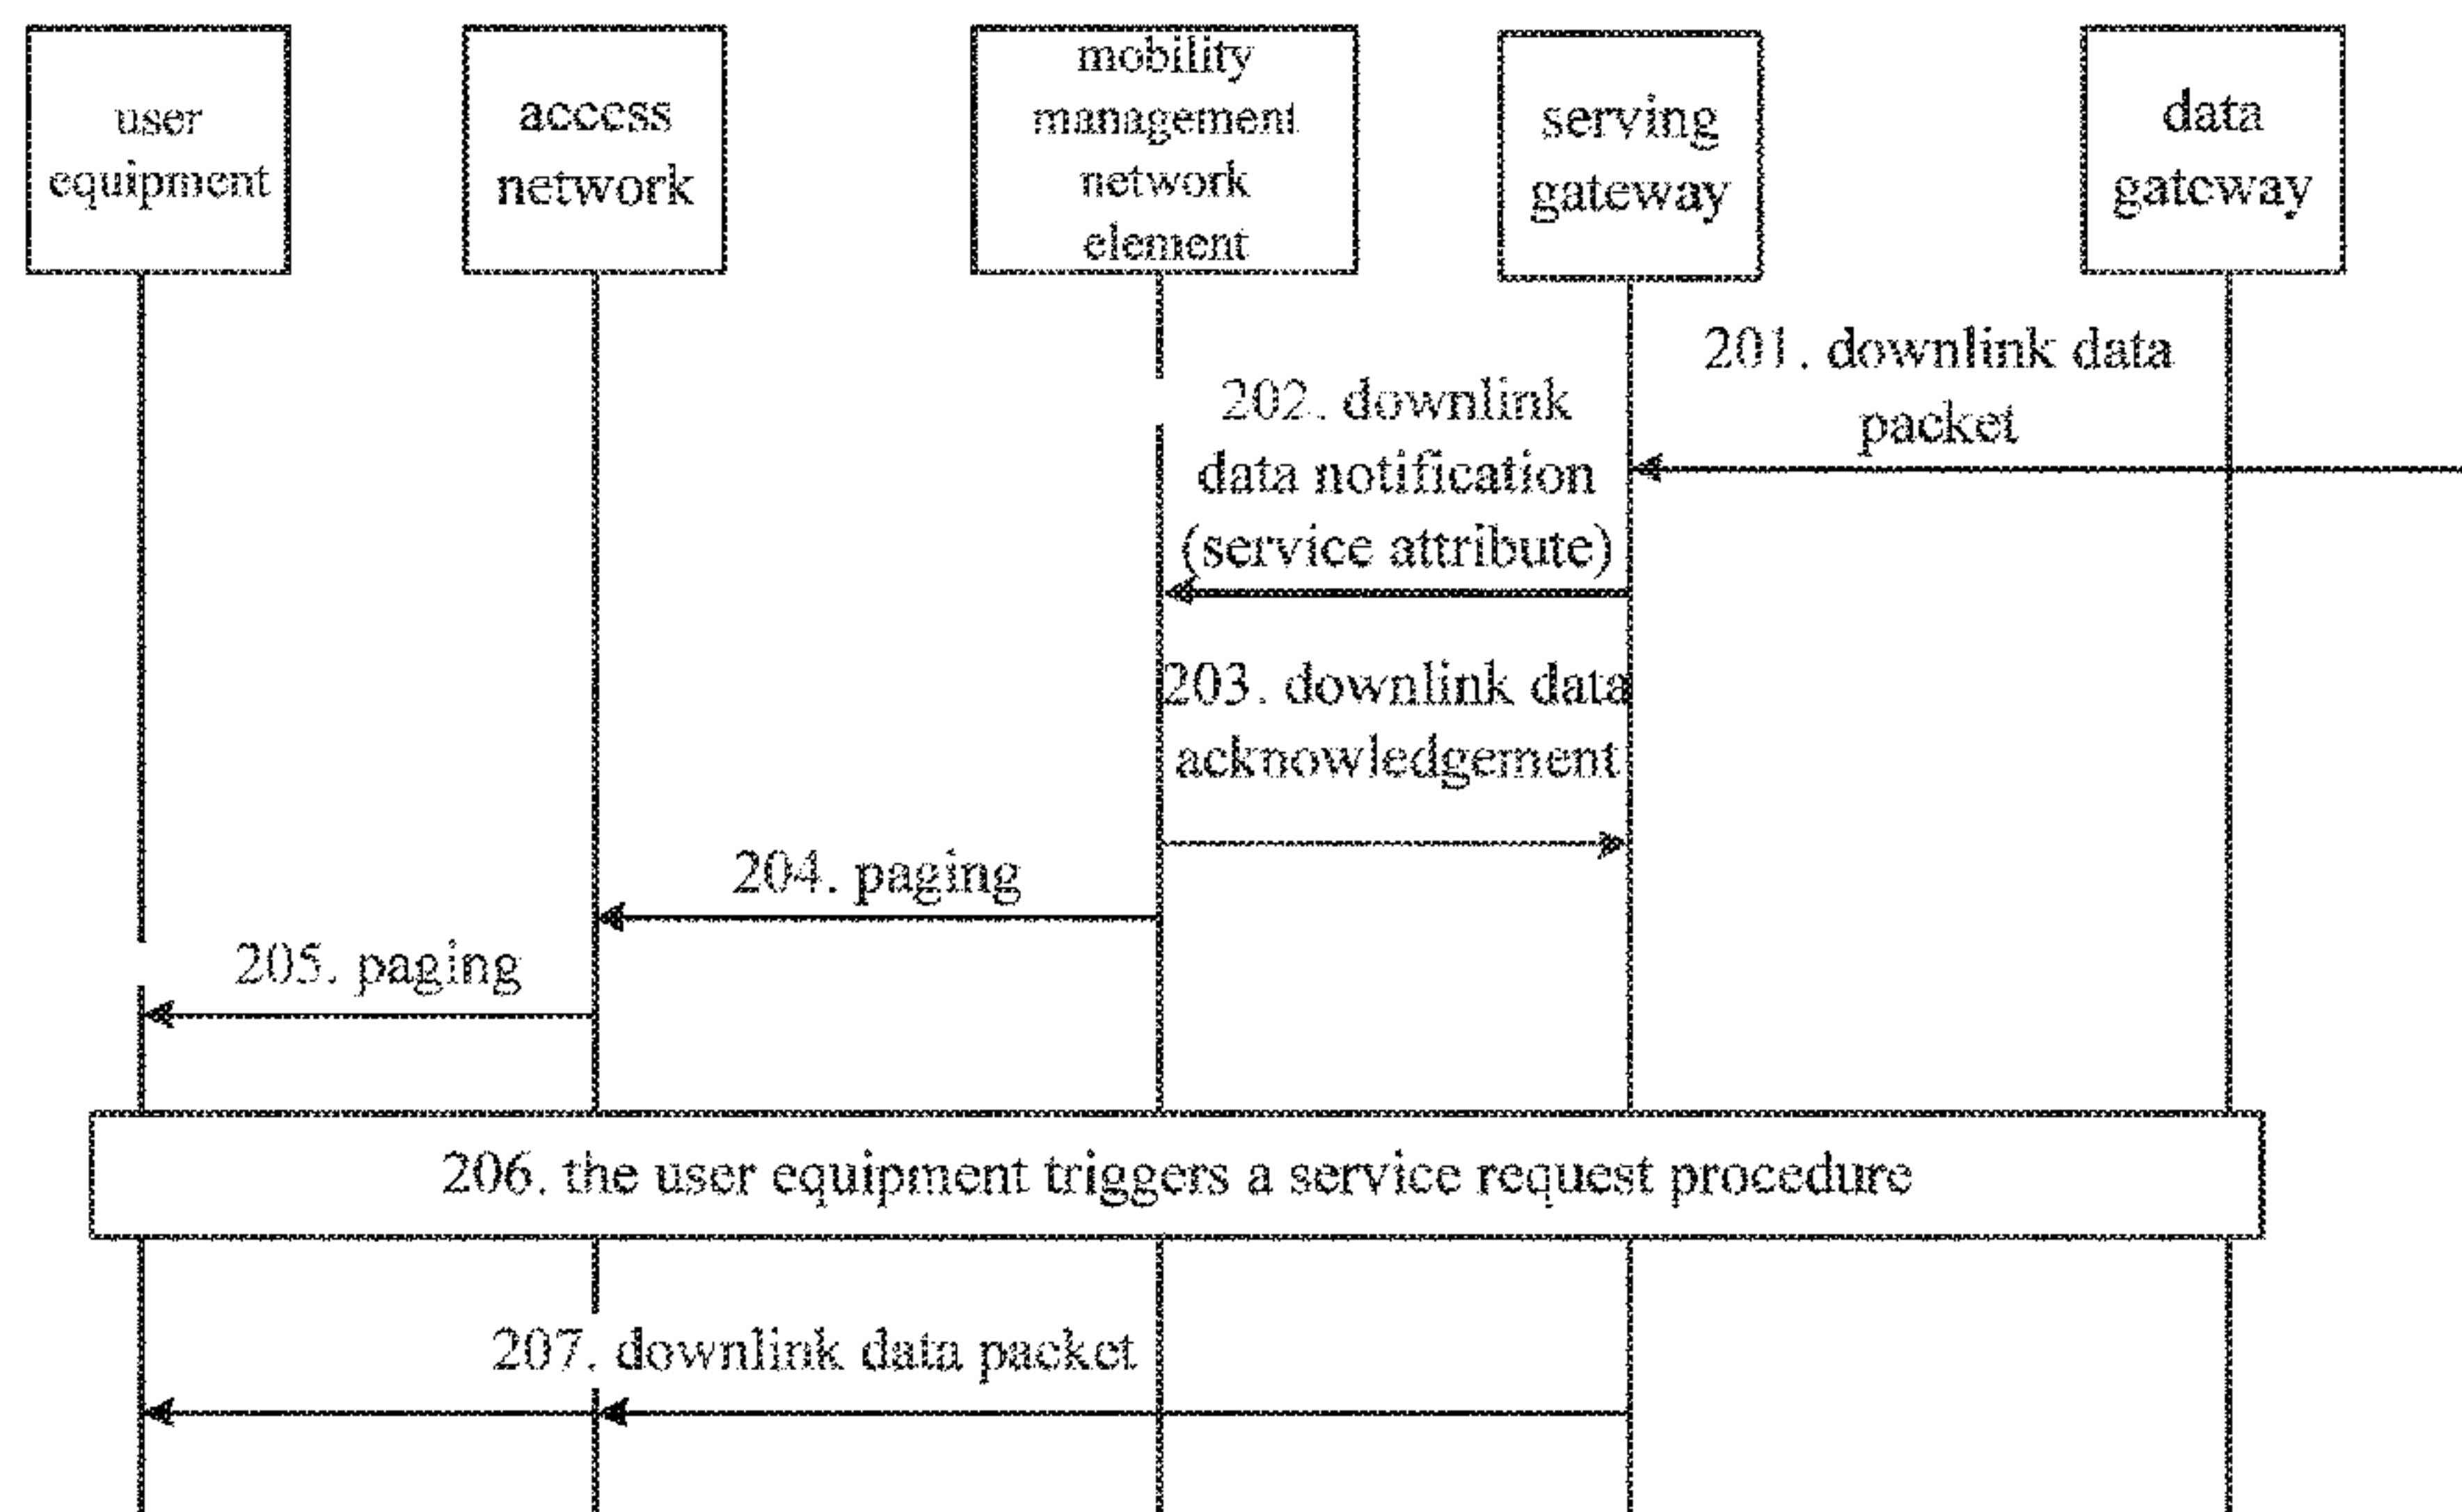 user
equipment
access
network
mobility
management
network
element
serving
gateway
data
gateway
201. downlink data
packet
202. downlink
data notification
(service attribute)
203. downlink data
acknowledgement
204. paging
205. paging
206. the user equipment triggers a service request procedure
207. downlink data packet